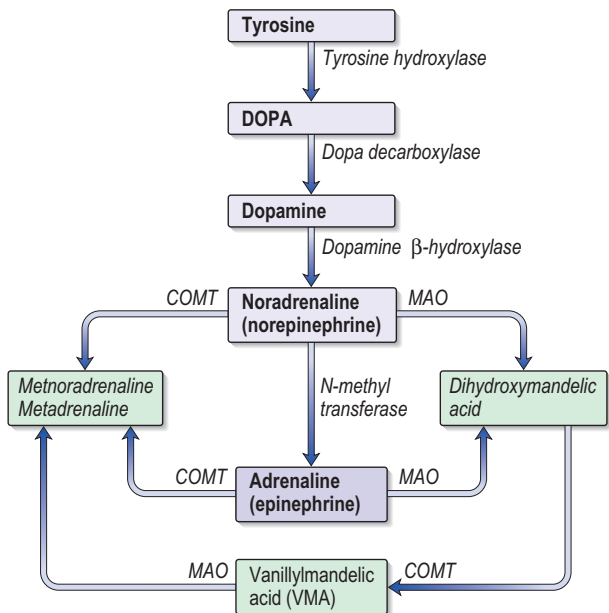 Tyrosine
Tyrosine hydroxylase
DOPA
Dopa decarboxylase
Dopamine
Dopamine β-hydroxylase
COMT
Noradrenaline
(norepinephrine)
MAO
Metnoradrenaline
Metadrenaline
N-methyl
transferase
Dihydroxymandelic
acid
COMT
Adrenaline
(epinephrine)
MAO
MAO
Vanillylmandelic
acid (VMA)
COMT